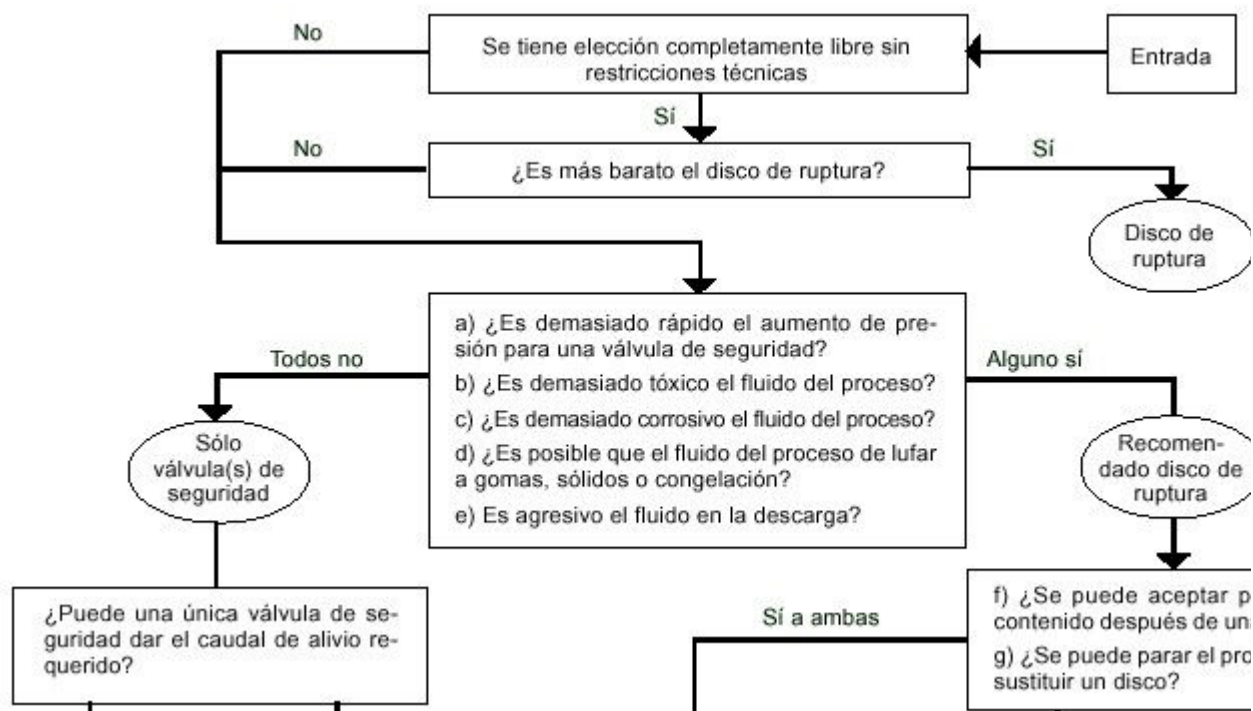 No
Se tiene elección completamente libre sin
restricciones técnicas
Entrada
Sí
No
¿Es más barato el disco de ruptura?
Sí
Disco de
ruptura
a) ¿Es demasiado rápido el aumento de pre-
sión para una válvula de seguridad?
b) ¿Es demasiado tóxico el fluido del proceso?
c) ¿Es demasiado corrosivo el fluido del proceso?
d) ¿Es posible que el fluido del proceso de lufar
a gomas, sólidos o congelación?
e) Es agresivo el fluido en la descarga?
Todos no
Alguno sí
Sólo
válvula(s) de
seguridad
Recomen-
dado disco de
ruptura
¿Puede una única válvula de se-
guridad dar el caudal de alivio re-
querido?
Sí a ambas
f) ¿Se puede aceptar p
contenido después de una
g) ¿Se puede parar el pro
sustituir un disco?